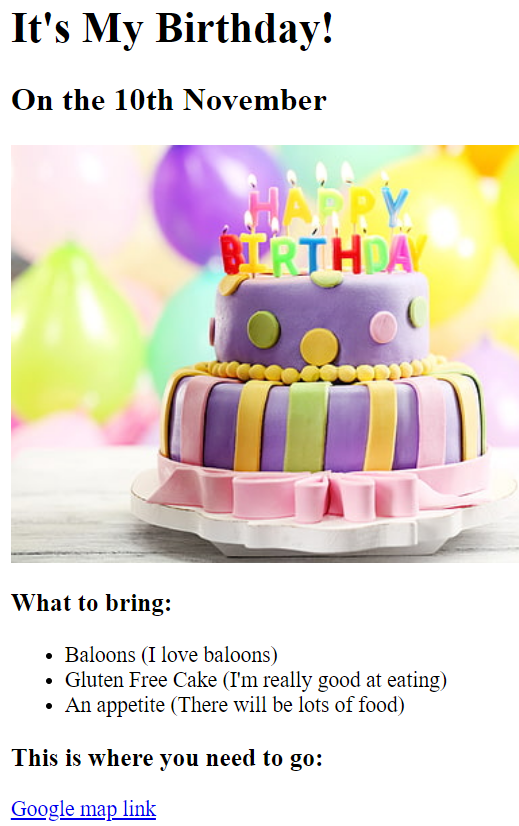 It's My Birthday!
On the 10th November
HAPPY
BIRTHDAY
What to bring:
Baloons (I love baloons)
Gluten Free Cake (I'm really good at eating)
An appetite (There will be lots of food)
This is where you need to go:
Google map link